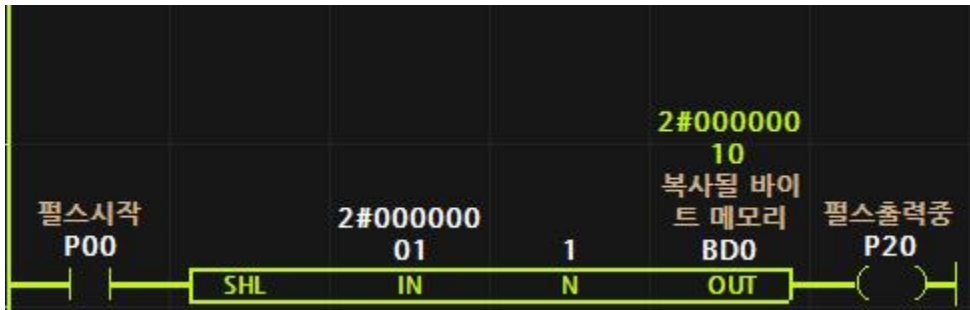 2#000000
10
복사될 바이
트 메모리
펄스시작
2#000000
펄스출력중
P00
01
1
BD0
P20
SHL
IN
N
OUT